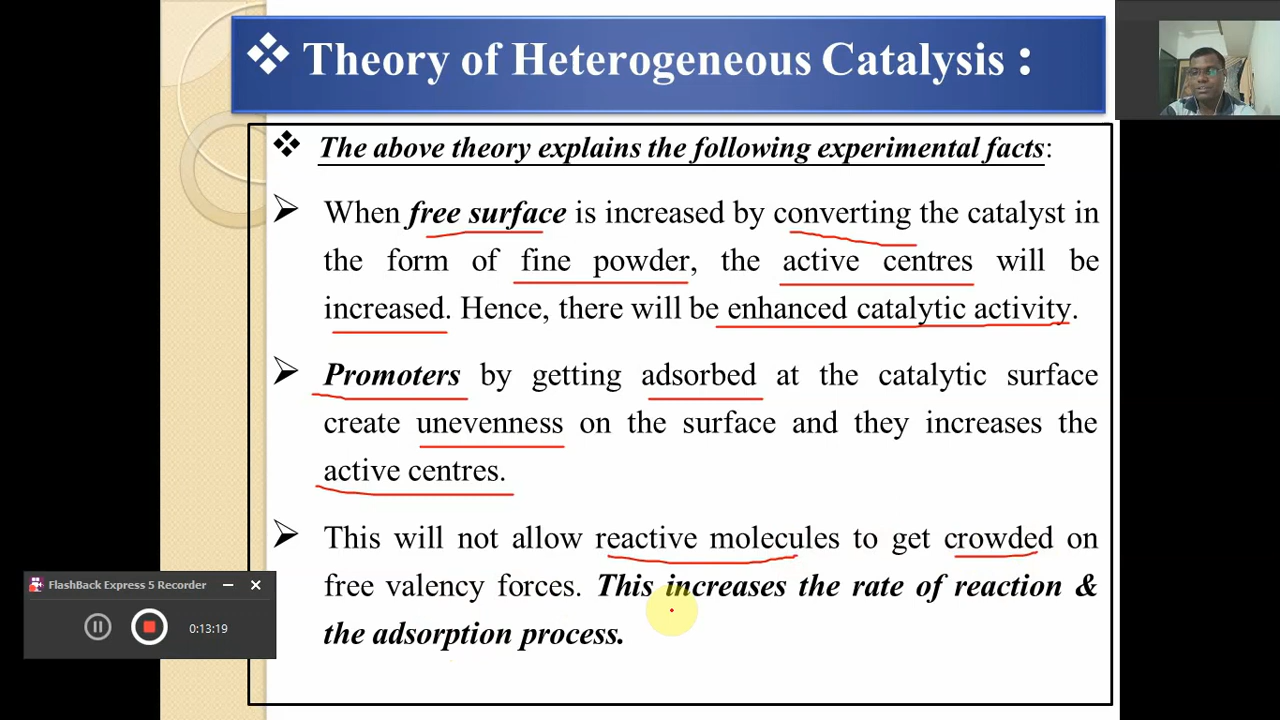 ❖ Theory of Heterogeneous Catalysis :
❖ The above theory explains the following experimental facts:
➢ When free surface is increased by converting the catalyst in
the form of fine powder, the active centres will be
increased. Hence, there will be enhanced catalytic activity.
➢ Promoters by getting adsorbed at the catalytic surface
create unevenness on the surface and they increases the
active centres.
➢ This will not allow reactive molecules to get crowded on
free valency forces. This increases the rate of reaction &
the adsorption process.
FlashBack Express 5 Recorder
0:13:19